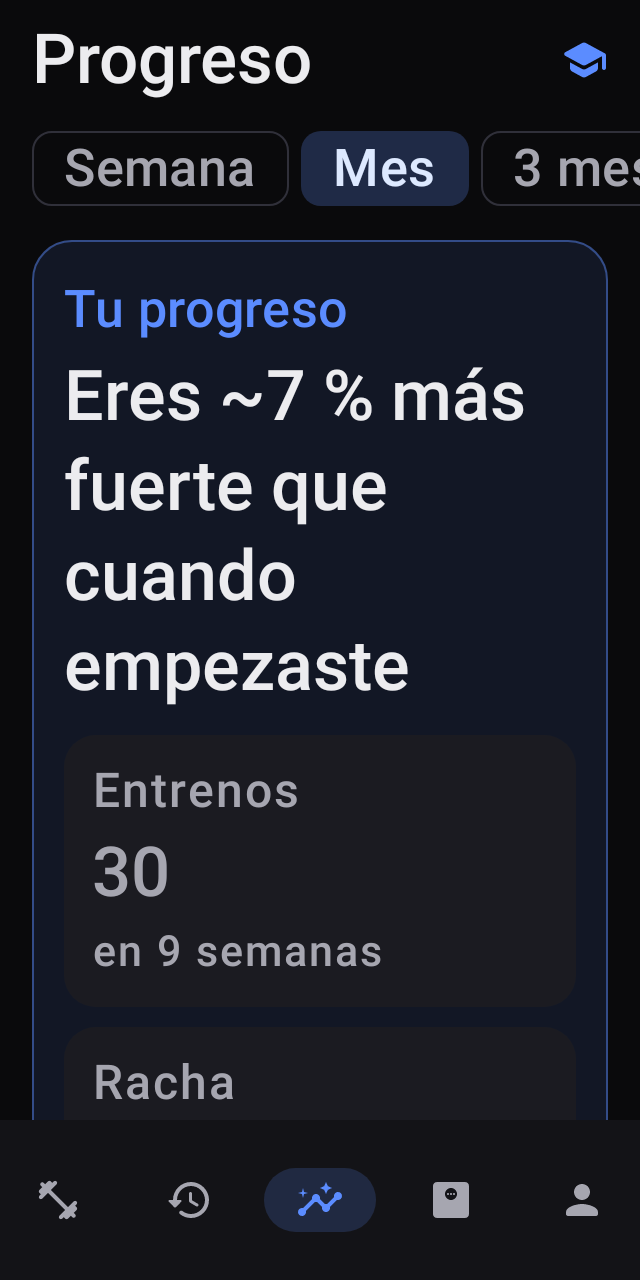 Progreso
Semana
Mes
3 mes
Tu progreso
Eres ~7 % más
fuerte que
cuando
empezaste
Entrenos
30
en 9 semanas
Racha